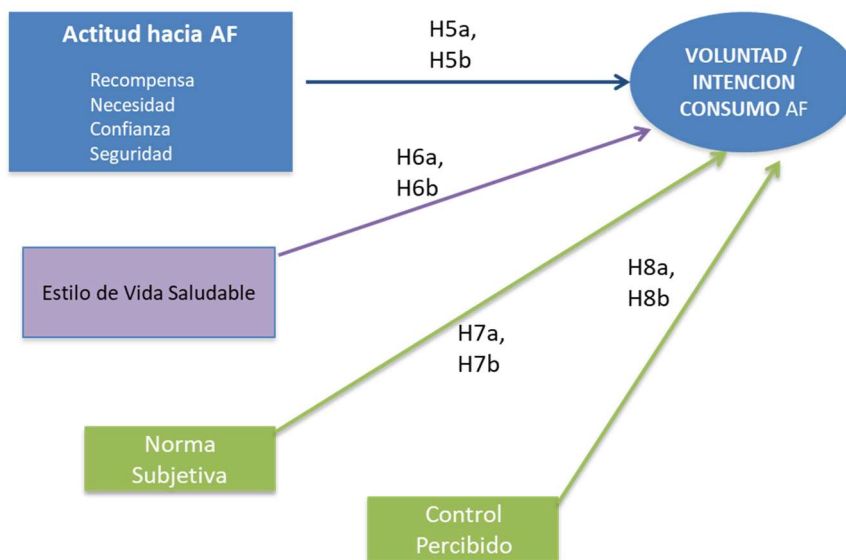 Actitud hacia AF
Recompensa
Necesidad
Confianza
Seguridad
H5a,
H5b
VOLUNTAD /
INTENCION
CONSUMO AF
H6a,
H6b
Estilo de Vida Saludable
H8a,
H8b
H7a,
H7b
Norma
Subjetiva
Control
Percibido